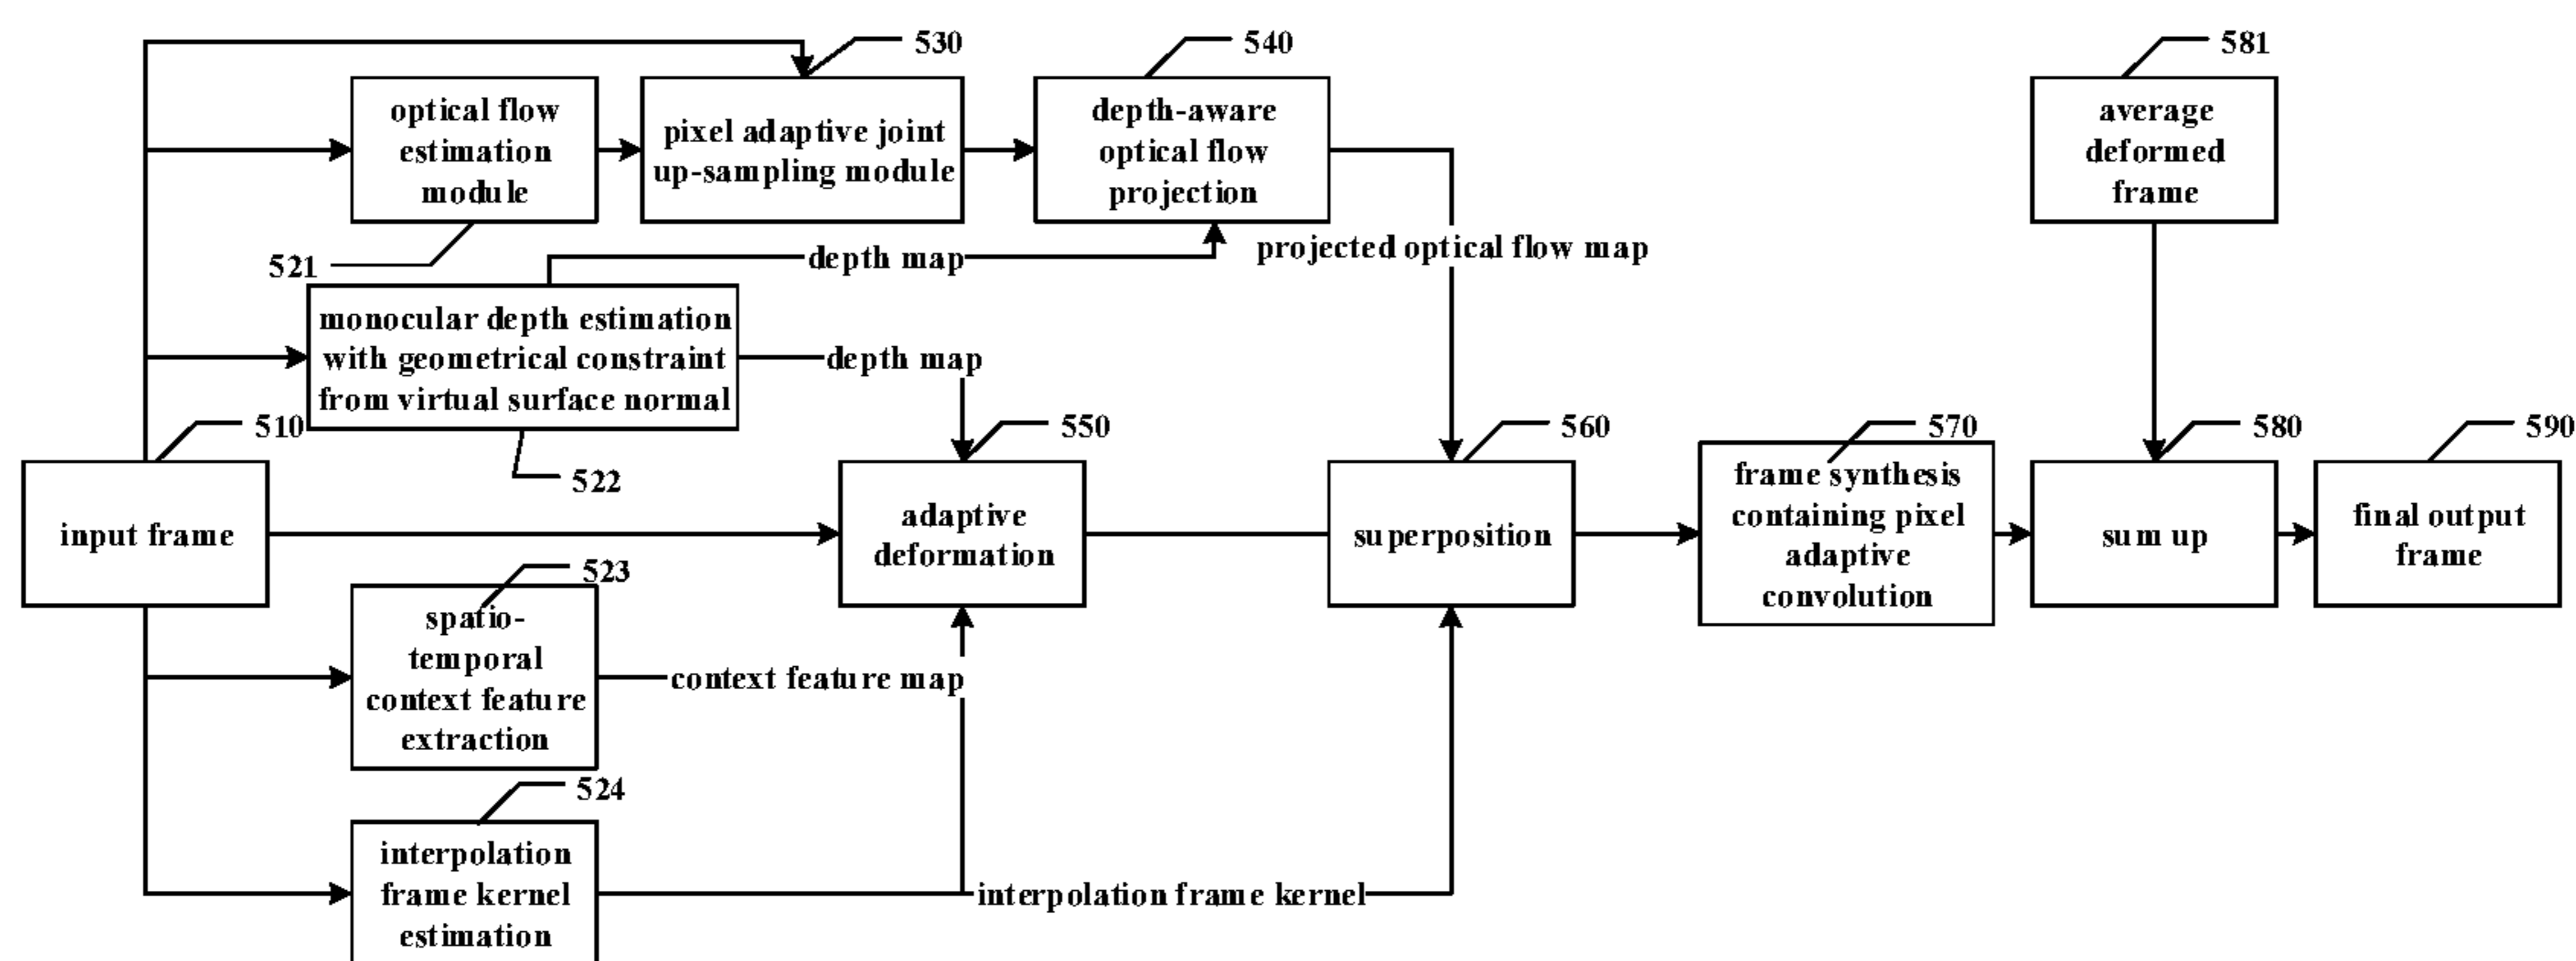 530
540
581
optical flow
estimation
module
pixel adaptive joint
up-sampling module
depth-aware
optical flow
projection
average
deformed
frame
521
depth map
projected optical flow map
monocular depth estimation
with geometrical constraint
from virtual surface normal
depth map
510
522
550
560
570
580
590
input frame
adaptive
deformation
superposition
frame synthesis
containing pixel
adaptive
convolution
sum up
final output
frame
523
spatio-
temporal
context feature
extraction
context feature map
524
interpolation
frame kernel
estimation
interpolation frame kernel